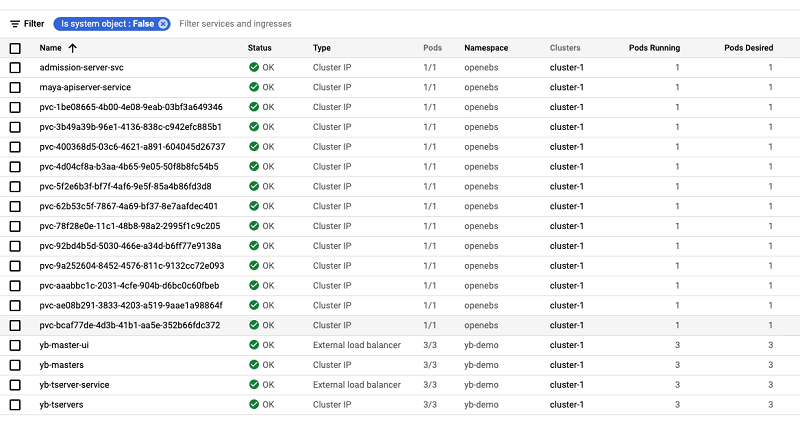 Filter Is system object : False Filter services and ingresses
Name Status Type Pods Namespace Clusters Pods Running Pods Desired
admission-server-svc OK Cluster IP 1/1 openebs cluster-1 1 1
maya-apiserver-service OK Cluster IP 1/1 openebs cluster-1 1 1
pvc-1be08665-4b00-4e08-9eab-03bf3a649346 OK Cluster IP 1/1 openebs cluster-1 1 1
pvc-3b49a39b-96e1-4136-838c-c942efc885b1 OK Cluster IP 1/1 openebs cluster-1 1 1
pvc-400368d5-03c6-4621-a891-604045d26737 OK Cluster IP 1/1 openebs cluster-1 1 1
pvc-4d04cf8a-b3aa-4b65-9e05-50f8b8fc54b5 OK Cluster IP 1/1 openebs cluster-1 1 1
pvc-5f2e6b3f-bf7f-4af6-9e5f-85a4b86fd3d8 OK Cluster IP 1/1 openebs cluster-1 1 1
pvc-62b53c5f-7867-4a69-bf37-8e7aafdec401 OK Cluster IP 1/1 openebs cluster-1 1 1
pvc-78f28e0e-11c1-48b8-98a2-2995f1c9c205 OK Cluster IP 1/1 openebs cluster-1 1 1
pvc-92bd4b5d-5030-466e-a34d-b6ff77e9138a OK Cluster IP 1/1 openebs cluster-1 1 1
pvc-9a252604-8452-4576-811c-9132cc72e093 OK Cluster IP 1/1 openebs cluster-1 1 1
pvc-aaabbc1c-2031-4cfe-904b-d6bc0c60fbeb OK Cluster IP 1/1 openebs cluster-1 1 1
pvc-ae08b291-3833-4203-a519-9aae1a98864f OK Cluster IP 1/1 openebs cluster-1 1 1
pvc-bcaf77de-4d3b-41b1-aa5e-352b66fdc372 OK Cluster IP 1/1 openebs cluster-1 1 1
yb-master-ui OK External load balancer 3/3 yb-demo cluster-1 3 3
yb-masters OK Cluster IP 3/3 yb-demo cluster-1 3 3
yb-tserver-service OK External load balancer 3/3 yb-demo cluster-1 3 3
yb-tservers OK Cluster IP 3/3 yb-demo cluster-1 3 3